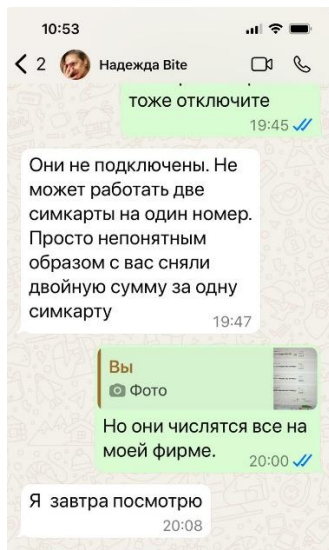 10:53
2 Надежда Bite
тоже отключите
19:45
Они не подключены. Не
может работать две
симкарты на один номер.
Просто непонятным
образом с вас сняли
двойную сумму за одну
симкарту
19:47
Вы
Фото
Но они числятся все на
моей фирме.
20:00
Я завтра посмотрю
20:08